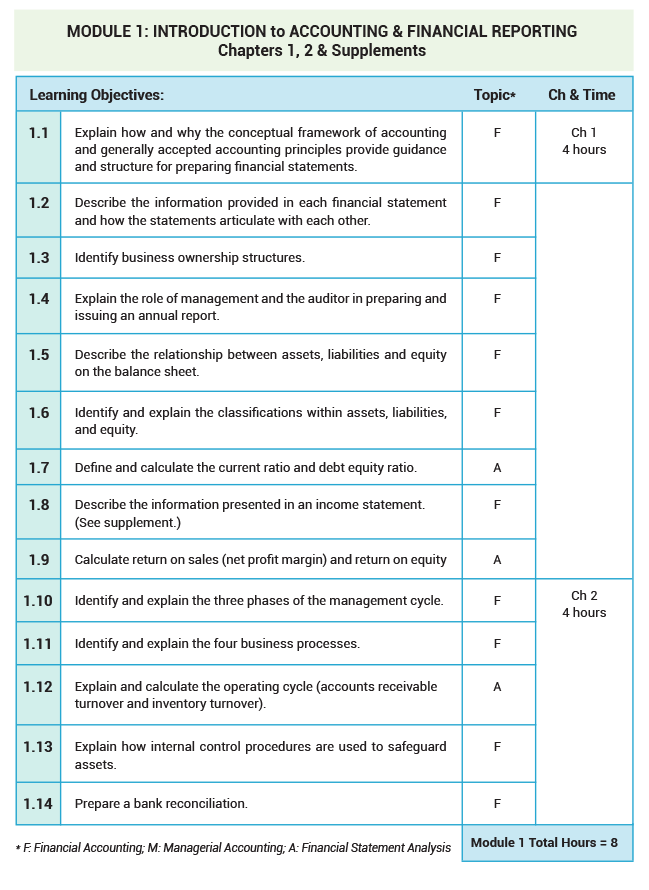 MODULE 1: INTRODUCTION to ACCOUNTING & FINANCIAL REPORTING
Chapters 1, 2 & Supplements
Learning Objectives: Topic* Ch & Time
1.1 Explain how and why the conceptual framework of accounting F Ch 1
and generally accepted accounting principles provide guidance 4 hours
and structure for preparing financial statements.
1.2 Describe the information provided in each financial statement F
and how the statements articulate with each other.
1.3 Identify business ownership structures. F
1.4 Explain the role of management and the auditor in preparing and F
issuing an annual report.
1.5 Describe the relationship between assets, liabilities and equity F
on the balance sheet.
1.6 Identify and explain the classifications within assets, liabilities, F
and equity.
1.7 Define and calculate the current ratio and debt equity ratio. A
1.8 Describe the information presented in an income statement. F
(See supplement.)
1.9 Calculate return on sales (net profit margin) and return on equity A
1.10 Identify and explain the three phases of the management cycle. F Ch 2
4 hours
1.11 Identify and explain the four business processes. F
1.12 Explain and calculate the operating cycle (accounts receivable A
turnover and inventory turnover).
1.13 Explain how internal control procedures are used to safeguard F
assets.
1.14 Prepare a bank reconciliation. F
* F: Financial Accounting; M: Managerial Accounting; A: Financial Statement Analysis Module 1 Total Hours = 8